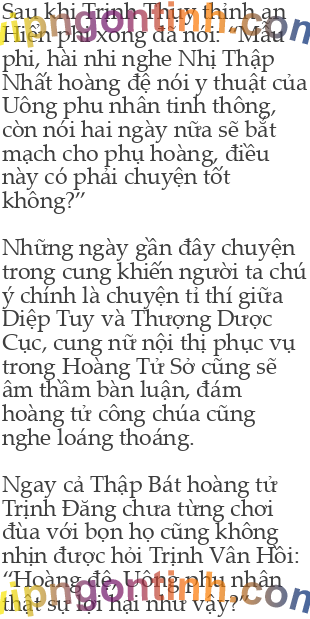 Sau khi Trịnh Thụy thỉnh an
Hiền phi xong đã nói: “Mẫu
phi, hài nhi nghe Nhị Thập
Nhất hoàng đệ nói y thuật của
Uông phu nhân tinh thông,
còn nói hai ngày nữa sẽ bắt
mạch cho phụ hoàng, điều
này có phải chuyện tốt
không?”
Những ngày gần đây chuyện
trong cung khiến người ta chú
ý chính là chuyện tỉ thí giữa
Diệp Tuy và Thượng Dược
Cục, cung nữ nội thị phục vụ
trong Hoàng Tử Sở cũng sẽ
âm thầm bàn luận, đám
hoàng tử công chúa cũng
nghe loáng thoáng.
Ngay cả Thập Bát hoàng tử
Trịnh Đăng chưa từng chơi
đùa với bọn họ cũng không
nhịn được hỏi Trịnh Vân Hồi:
“Hoàng đệ, Uông phu nhân
thật sự lợi hại như vậy?”